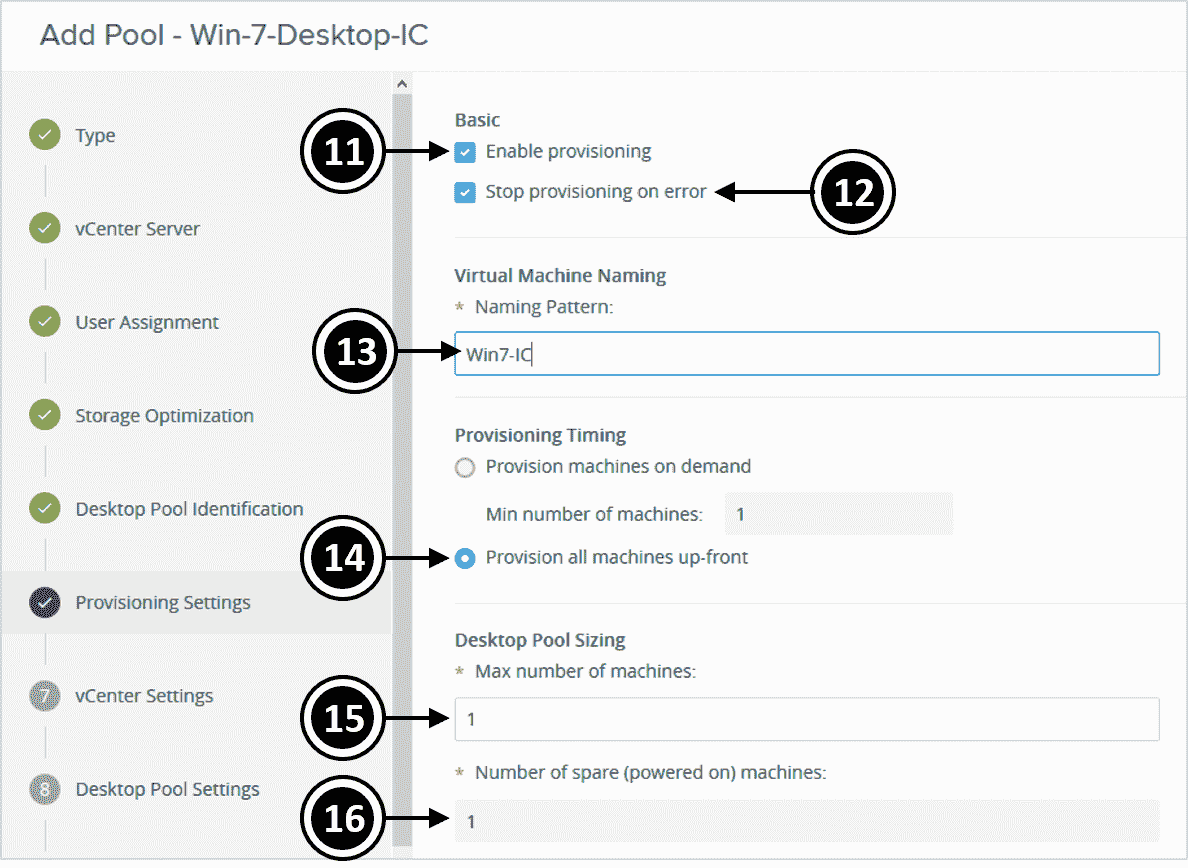 Add Pool - Win-7-Desktop-IC
Type
vCenter Server
User Assignment
Storage Optimization
Desktop Pool Identification
Provisioning Settings
7 vCenter Settings
8 Desktop Pool Settings
Basic
11 Enable provisioning
Stop provisioning on error 12
Virtual Machine Naming
* Naming Pattern:
13 Win7-IC
Provisioning Timing
Provision machines on demand
Min number of machines: 1
14 Provision all machines up-front
Desktop Pool Sizing
* Max number of machines:
15 1
* Number of spare (powered on) machines:
16 1